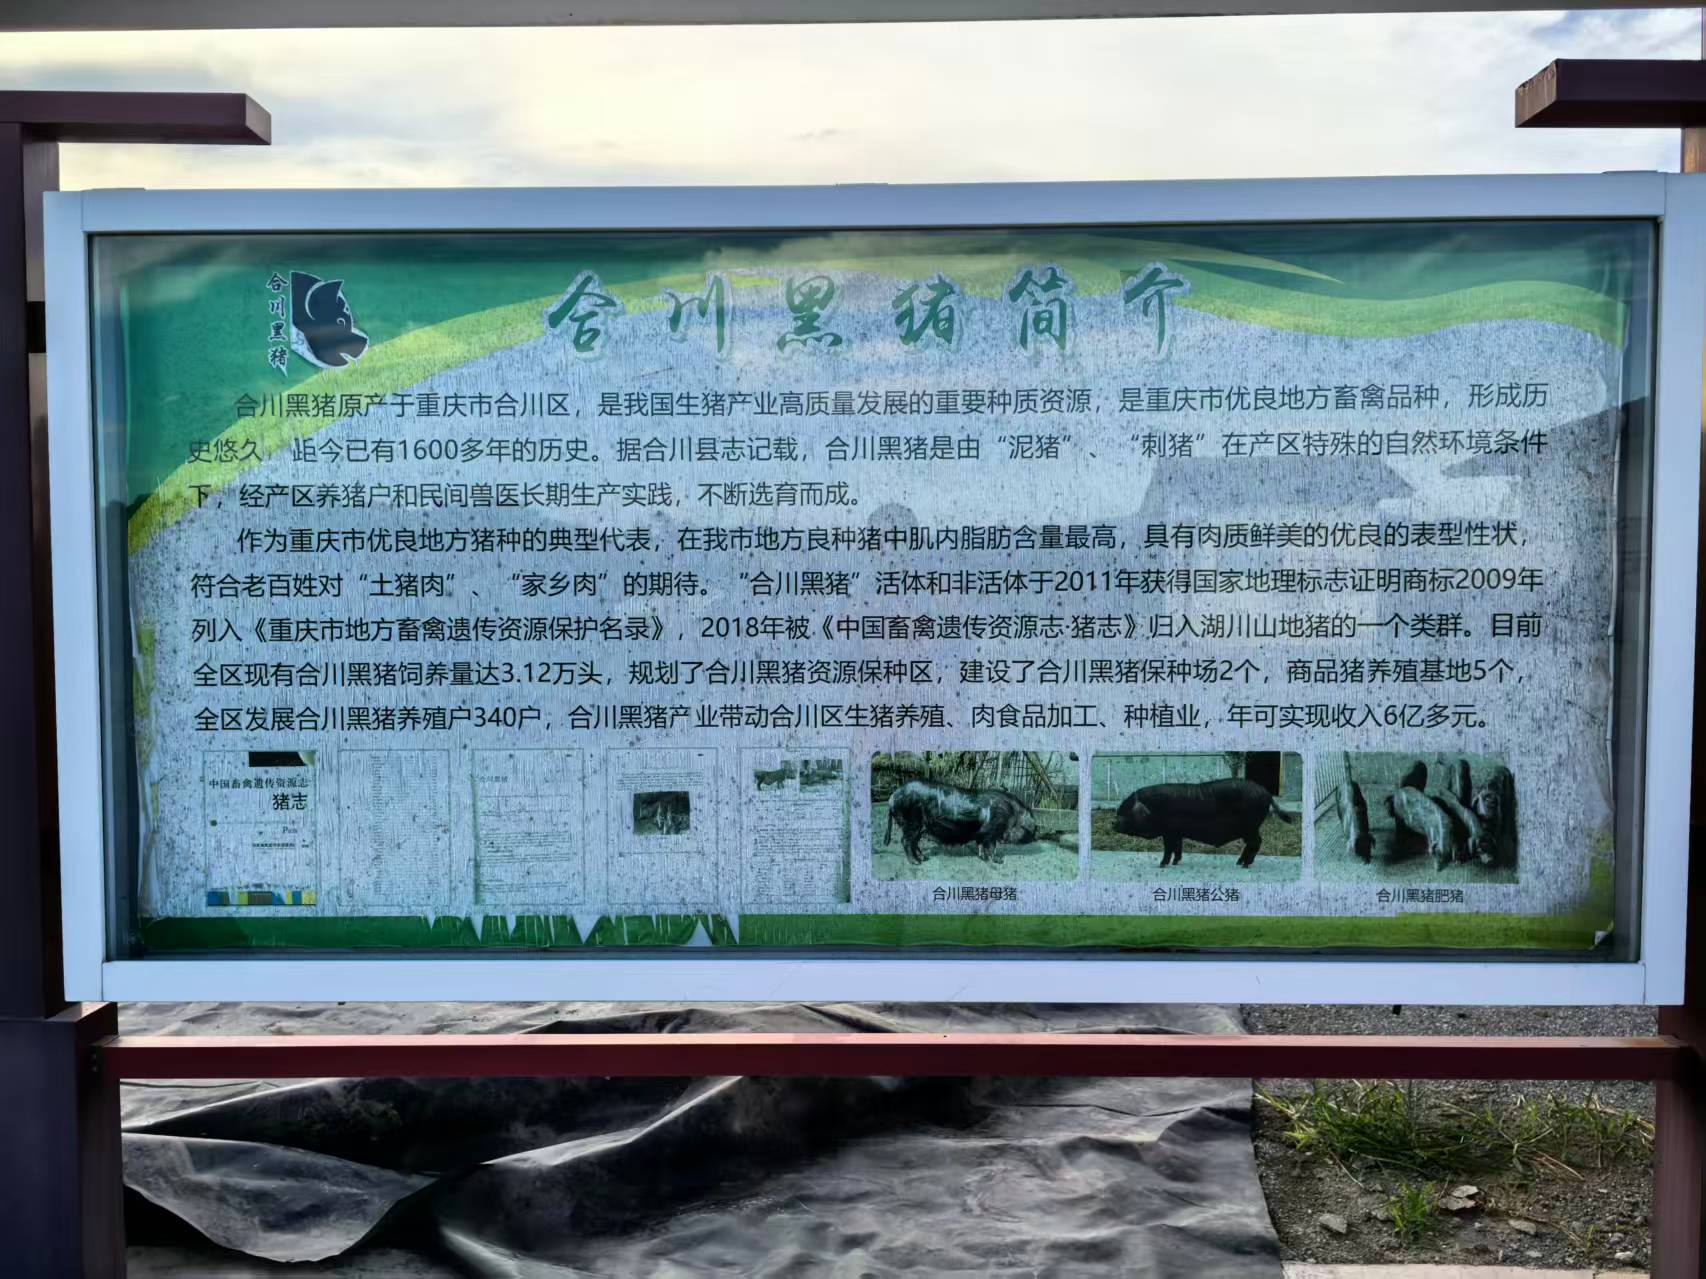 合川黑猪
合川黑猪简介
合川黑猪原产于重庆市合川区，是我国生猪产业高质量发展的重要种质资源，是重庆市优良地方畜禽品种，形成历
史悠久，距今已有1600多年的历史。据合川县志记载，合川黑猪是由“泥猪”、“刺猪”在产区特殊的自然环境条件
下，经产区养猪户和民间兽医长期生产实践，不断选育而成。
作为重庆市优良地方猪种的典型代表，在我市地方良种猪中肌内脂肪含量最高，具有肉质鲜美的优良的表型性状，
符合老百姓对“土猪肉”、“家乡肉”的期待。“合川黑猪”活体和非活体于2011年获得国家地理标志证明商标2009年
列入《重庆市地方畜禽遗传资源保护名录》，2018年被《中国畜禽遗传资源志·猪志》归入湖川山地猪的一个类群。目前
全区现有合川黑猪饲养量达3.12万头，规划了合川黑猪资源保种区，建设了合川黑猪保种场2个，商品猪养殖基地5个，
全区发展合川黑猪养殖户340户，合川黑猪产业带动合川区生猪养殖、肉食品加工、种植业，年可实现收入6亿多元。
中国畜禽遗传资源志
猪志
合川黑猪
合川黑猪母猪
合川黑猪公猪
合川黑猪肥猪